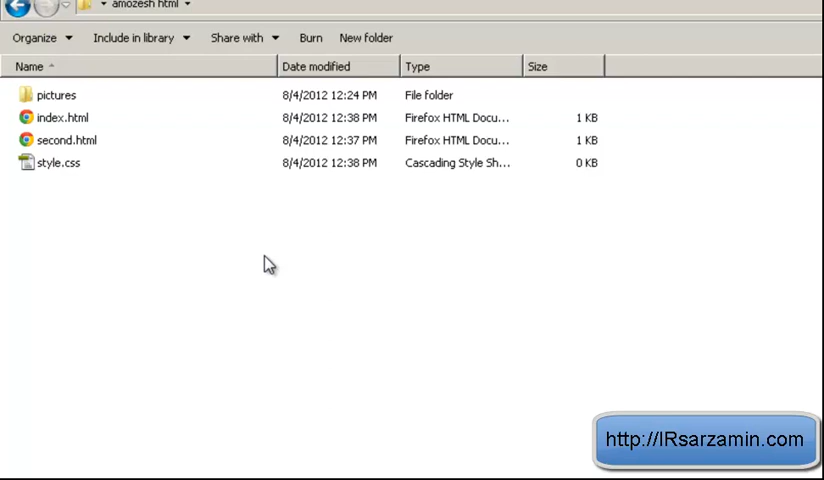 amozesh html
Organize Include in library Share with Burn New folder
Name Date modified Type Size
pictures 8/4/2012 12:24 PM File folder
index.html 8/4/2012 12:38 PM Firefox HTML Docu... 1 KB
second.html 8/4/2012 12:37 PM Firefox HTML Docu... 1 KB
style.css 8/4/2012 12:38 PM Cascading Style Sh... 0 KB
http://IRsarzamin.com